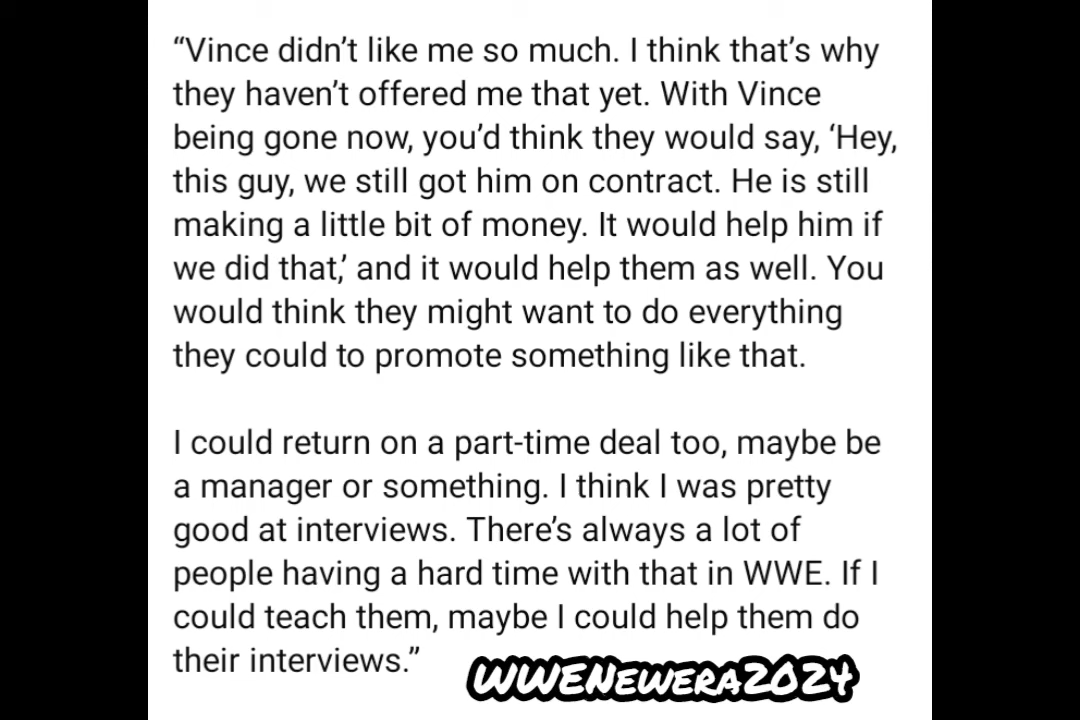 “Vince didn’t like me so much. I think that’s why
they haven’t offered me that yet. With Vince
being gone now, you’d think they would say, ‘Hey,
this guy, we still got him on contract. He is still
making a little bit of money. It would help him if
we did that,’ and it would help them as well. You
would think they might want to do everything
they could to promote something like that.
I could return on a part-time deal too, maybe be
a manager or something. I think I was pretty
good at interviews. There’s always a lot of
people having a hard time with that in WWE. If I
could teach them, maybe I could help them do
their interviews.”
WWENewera2024